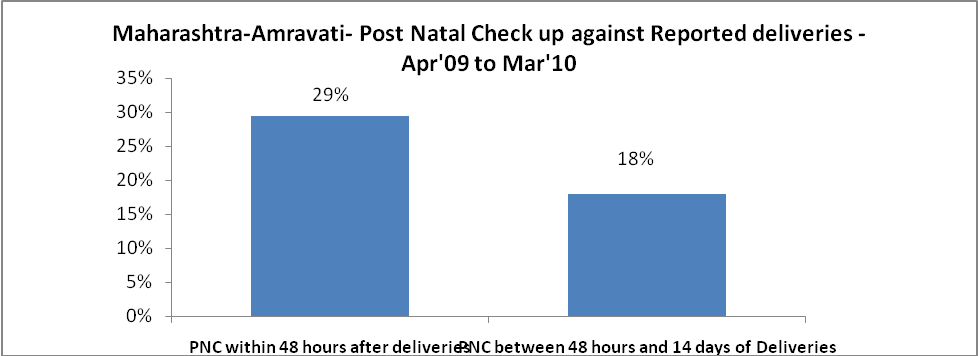 Maharashtra-Amravati- Post Natal Check up against Reported deliveries -
Apr'09 to Mar'10
35%
30%
25%
20%
15%
10%
5%
0%
29%
18%
PNC within 48 hours after deliveries
PNC between 48 hours and 14 days of Deliveries